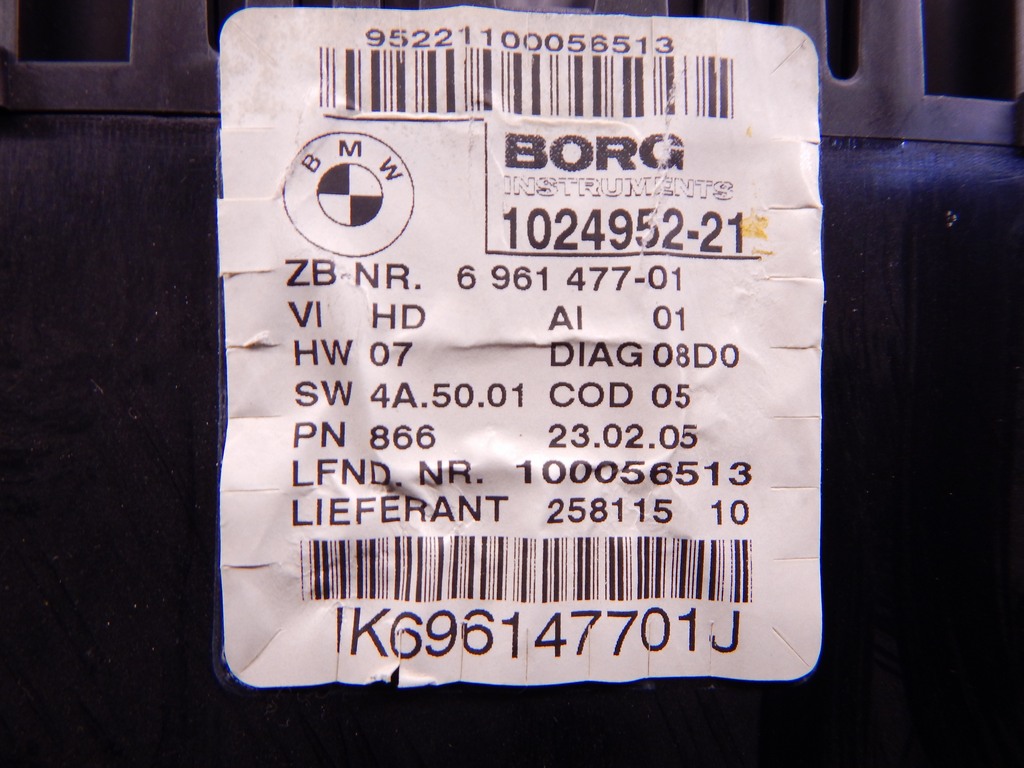 95221100056513
BMW
BORG
INSTRUMENTS
1024952-21
ZB-NR. 6 961 477-01
VI HD AI 01
HW 07 DIAG 08D0
SW 4A.50.01 COD 05
PN 866 23.02.05
LFND. NR. 100056513
LIEFERANT 258115 10
IK696147701J